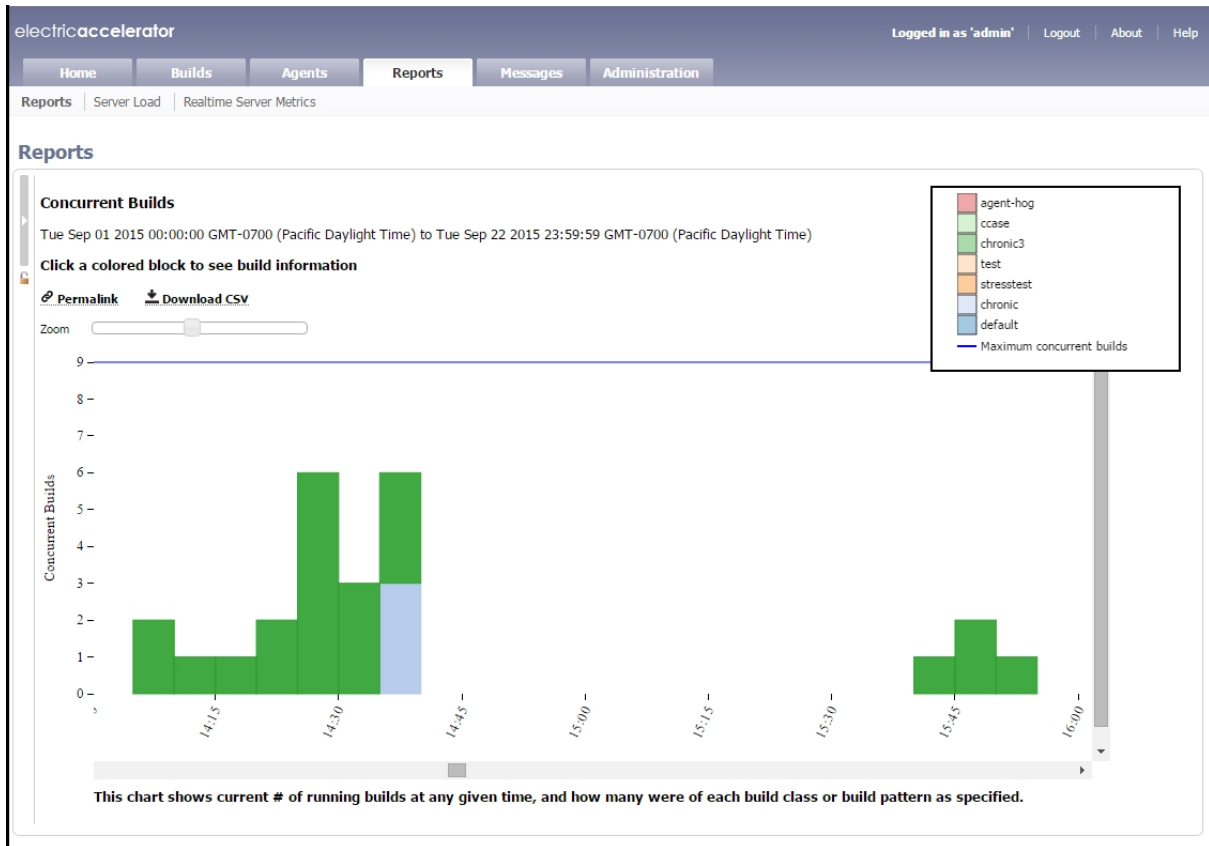 electricaccelerator
Logged in as 'admin' Logout About Help
Home Builds Agents Reports Messages Administration
Reports Server Load Realtime Server Metrics
Reports
Concurrent Builds
Tue Sep 01 2015 00:00:00 GMT-0700 (Pacific Daylight Time) to Tue Sep 22 2015 23:59:59 GMT-0700 (Pacific Daylight Time)
Click a colored block to see build information
Permalink Download CSV
Zoom
agent-hog
ccase
chronic3
test
stresstest
chronic
default
Maximum concurrent builds
Concurrent Builds
9
8
7
6
5
4
3
2
1
0
14:15 14:30 14:45 15:00 15:15 15:30 15:45 16:00
This chart shows current # of running builds at any given time, and how many were of each build class or build pattern as specified.